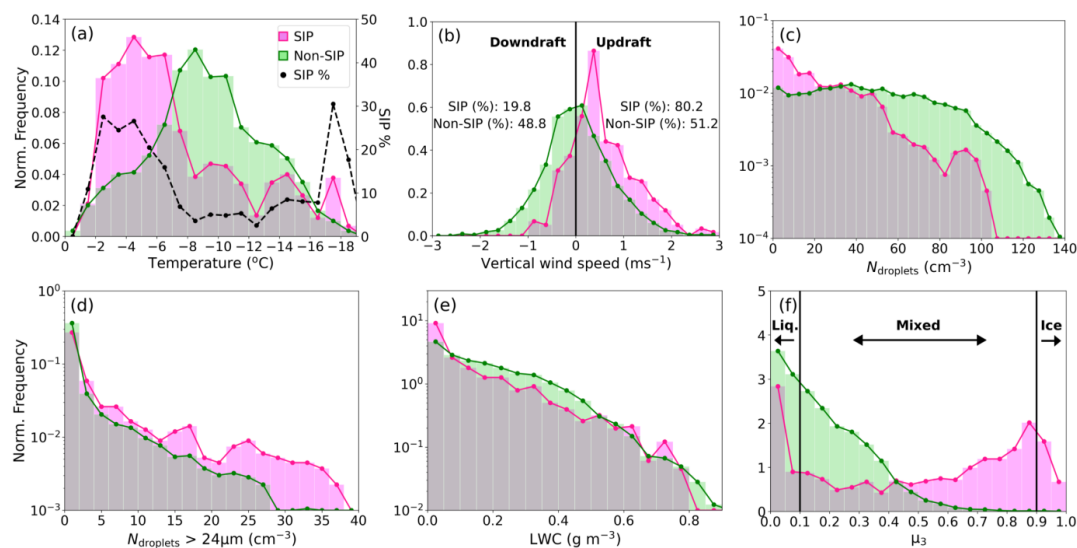 (a)
SIP
Non-SIP
SIP %
0.14
0.12
0.10
0.08
0.06
0.04
0.02
0.00
Norm. Frequency
50
40
30
20
10
0
SIP %
0 −2 −4 −6 −8 −10 −12 −14 −16 −18
Temperature (°C)
(b)
Downdraft Updraft
SIP (%): 19.8
Non-SIP (%): 48.8
SIP (%): 80.2
Non-SIP (%): 51.2
1.0
0.8
0.6
0.4
0.2
0.0
−3 −2 −1 0 1 2 3
Vertical wind speed (ms⁻¹)
(c)
10⁻¹
10⁻²
10⁻³
10⁻⁴
0 20 40 60 80 100 120 140
N_droplets (cm⁻³)
(d)
10⁰
10⁻¹
10⁻²
10⁻³
Norm. Frequency
0 5 10 15 20 25 30 35 40
N_droplets > 24μm (cm⁻³)
(e)
10¹
10⁰
10⁻¹
10⁻²
0.0 0.2 0.4 0.6 0.8
LWC (g m⁻³)
(f)
Liq. Mixed Ice
5
4
3
2
1
0
0.0 0.1 0.2 0.3 0.4 0.5 0.6 0.7 0.8 0.9 1.0
μ₃